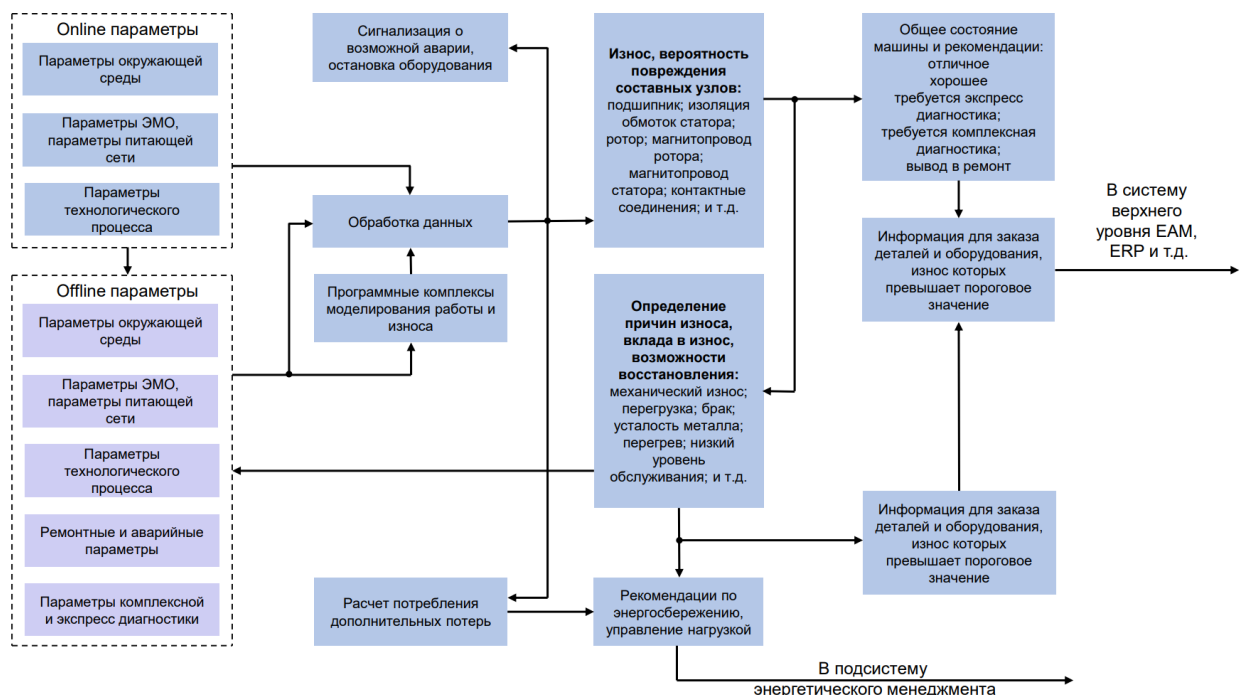 Online параметры
Параметры окружающей
среды
Параметры ЭМО,
параметры питающей
сети
Параметры
технологического
процесса
Offline параметры
Параметры окружающей
среды
Параметры ЭМО,
параметры питающей
сети
Параметры
технологического
процесса
Ремонтные и аварийные
параметры
Параметры комплексной
и экспресс диагностики
Сигнализация о
возможной аварии,
остановка оборудования
Обработка данных
Программные комплексы
моделирования работы и
износа
Расчет потребления
дополнительных потерь
Износ, вероятность
повреждения
составных узлов:
подшипник; изоляция
обмоток статора;
ротор; магнитопровод
ротора;
магнитопровод
статора; контактные
соединения; и т.д.
Определение
причин износа,
вклада в износ,
возможности
восстановления:
механический износ;
перегрузка; брак;
усталость металла;
перегрев; низкий
уровень
обслуживания; и т.д.
Рекомендации по
энергосбережению,
управление нагрузкой
Общее состояние
машины и рекомендации:
отличное
хорошее
требуется экспресс
диагностика;
требуется комплексная
диагностика;
вывод в ремонт
Информация для заказа
деталей и оборудования,
износ которых
превышает пороговое
значение
Информация для заказа
деталей и оборудования,
износ которых
превышает пороговое
значение
В систему
верхнего
уровня EAM,
ERP и т.д.
В подсистему
энергетического менеджмента